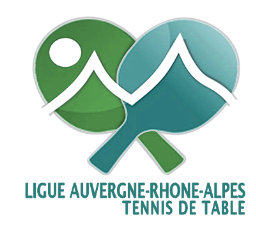 LIGUE AUVERGNE-RHONE-ALPES
TENNIS DE TABLE